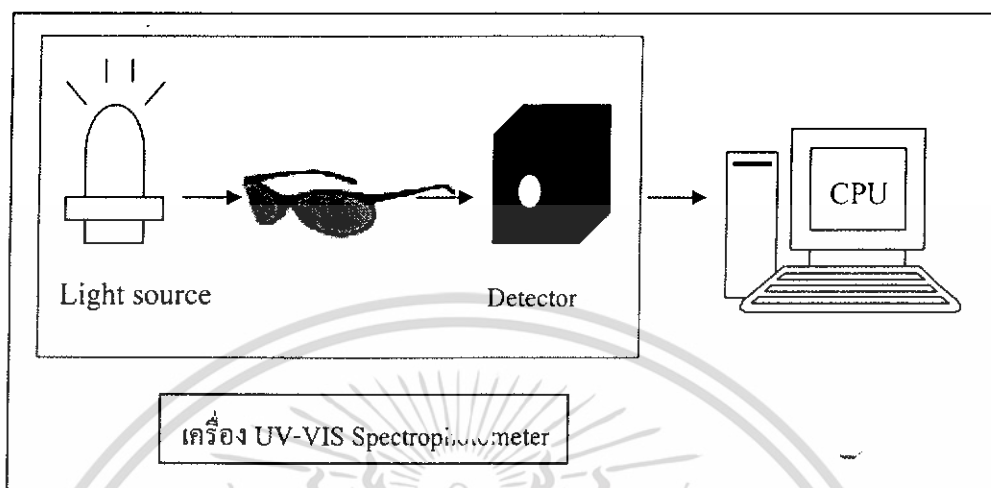 CPU
Light source
Detector
เครื่อง UV-VIS Spectrophotometer